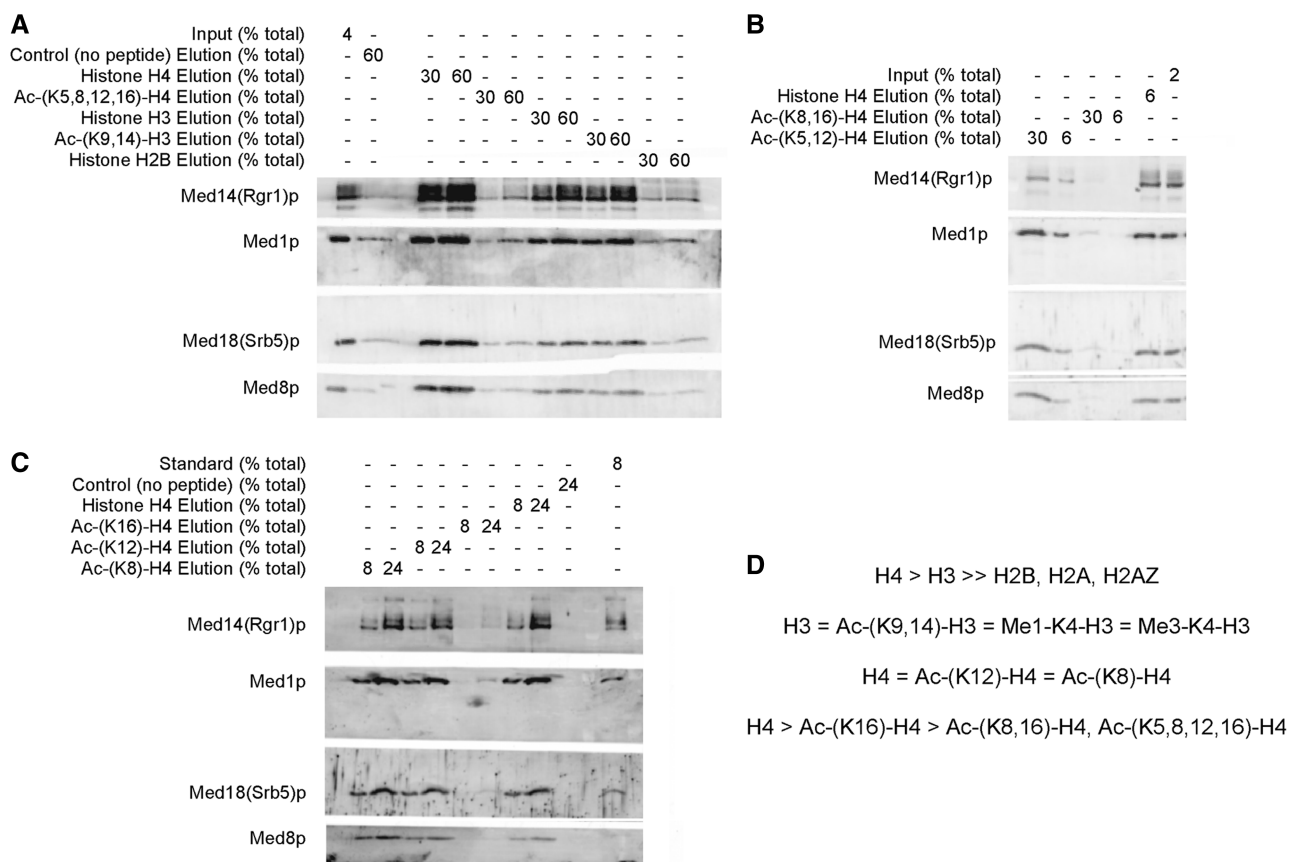 A
Input (% total) 4 - - - - - - - - - - -
Control (no peptide) Elution (% total) - 60 - - - - - - - - - -
Histone H4 Elution (% total) - - 30 60 - - - - - - - -
Ac-(K5,8,12,16)-H4 Elution (% total) - - - - 30 60 - - - - - -
Histone H3 Elution (% total) - - - - - - 30 60 - - - -
Ac-(K9,14)-H3 Elution (% total) - - - - - - - - 30 60 - -
Histone H2B Elution (% total) - - - - - - - - - - 30 60
Med14(Rgr1)p
Med1p
Med18(Srb5)p
Med8p
B
Input (% total) - - - - - 2
Histone H4 Elution (% total) - - - - 6 -
Ac-(K8,16)-H4 Elution (% total) - - 30 6 - -
Ac-(K5,12)-H4 Elution (% total) 30 6 - - - -
Med14(Rgr1)p
Med1p
Med18(Srb5)p
Med8p
C
Standard (% total) - - - - - - - - - 8
Control (no peptide) (% total) - - - - - - - - 24 -
Histone H4 Elution (% total) - - - - - - 8 24 - -
Ac-(K16)-H4 Elution (% total) - - - - 8 24 - - - -
Ac-(K12)-H4 Elution (% total) - - 8 24 - - - - - -
Ac-(K8)-H4 Elution (% total) 8 24 - - - - - - - -
Med14(Rgr1)p
Med1p
Med18(Srb5)p
Med8p
D
H4 > H3 >> H2B, H2A, H2AZ
H3 = Ac-(K9,14)-H3 = Me1-K4-H3 = Me3-K4-H3
H4 = Ac-(K12)-H4 = Ac-(K8)-H4
H4 > Ac-(K16)-H4 > Ac-(K8,16)-H4, Ac-(K5,8,12,16)-H4